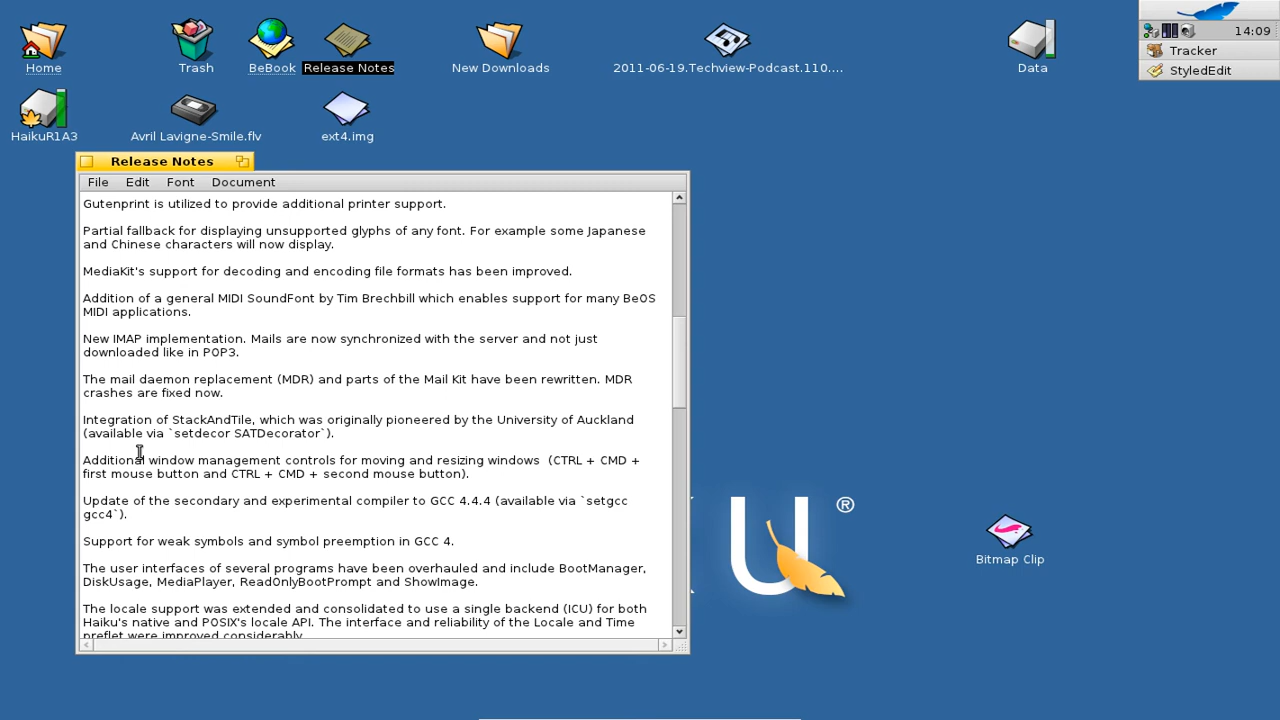 Home
Trash
BeBook
Release Notes
New Downloads
2011-06-19.Techview-Podcast.110....
Data
14:09
Tracker
StyledEdit
HaikuR1A3
Avril Lavigne-Smile.flv
ext4.img
Release Notes
File Edit Font Document
Gutenprint is utilized to provide additional printer support.
Partial fallback for displaying unsupported glyphs of any font. For example some Japanese
and Chinese characters will now display.
MediaKit's support for decoding and encoding file formats has been improved.
Addition of a general MIDI SoundFont by Tim Brechbill which enables support for many BeOS
MIDI applications.
New IMAP implementation. Mails are now synchronized with the server and not just
downloaded like in POP3.
The mail daemon replacement (MDR) and parts of the Mail Kit have been rewritten. MDR
crashes are fixed now.
Integration of StackAndTile, which was originally pioneered by the University of Auckland
(available via `setdecor SATDecorator`).
Additional window management controls for moving and resizing windows  (CTRL + CMD +
first mouse button and CTRL + CMD + second mouse button).
Update of the secondary and experimental compiler to GCC 4.4.4 (available via `setgcc
gcc4`).
Support for weak symbols and symbol preemption in GCC 4.
The user interfaces of several programs have been overhauled and include BootManager,
DiskUsage, MediaPlayer, ReadOnlyBootPrompt and ShowImage.
The locale support was extended and consolidated to use a single backend (ICU) for both
Haiku's native and POSIX's locale API. The interface and reliability of the Locale and Time
preflet were improved considerably.
U®
Bitmap Clip